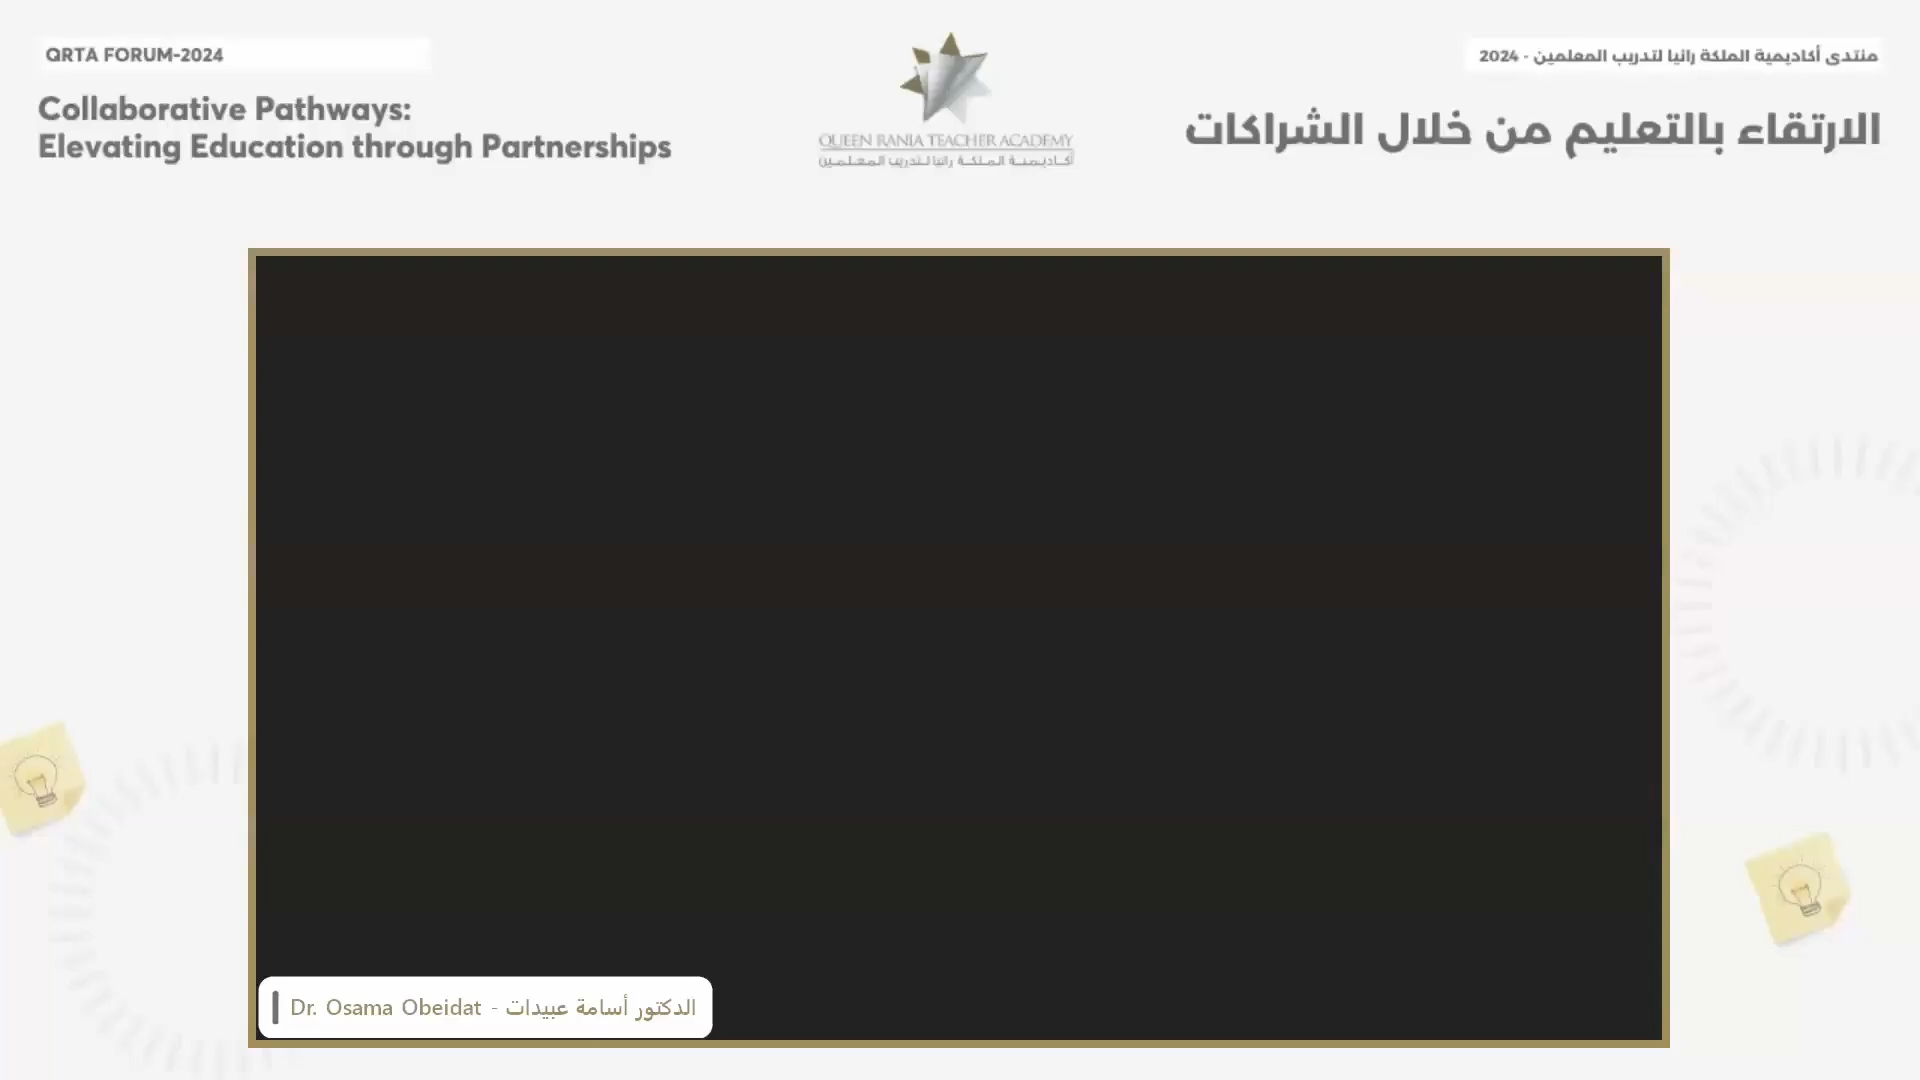 QRTA FORUM-2024
Collaborative Pathways:
Elevating Education through Partnerships
QUEEN RANIA TEACHER ACADEMY
أكاديمية الملكة رانيا لتدريب المعلمين
منتدى أكاديمية الملكة رانيا لتدريب المعلمين - 2024
الارتقاء بالتعليم من خلال الشراكات
Dr. Osama Obeidat - الدكتور أسامة عبيدات